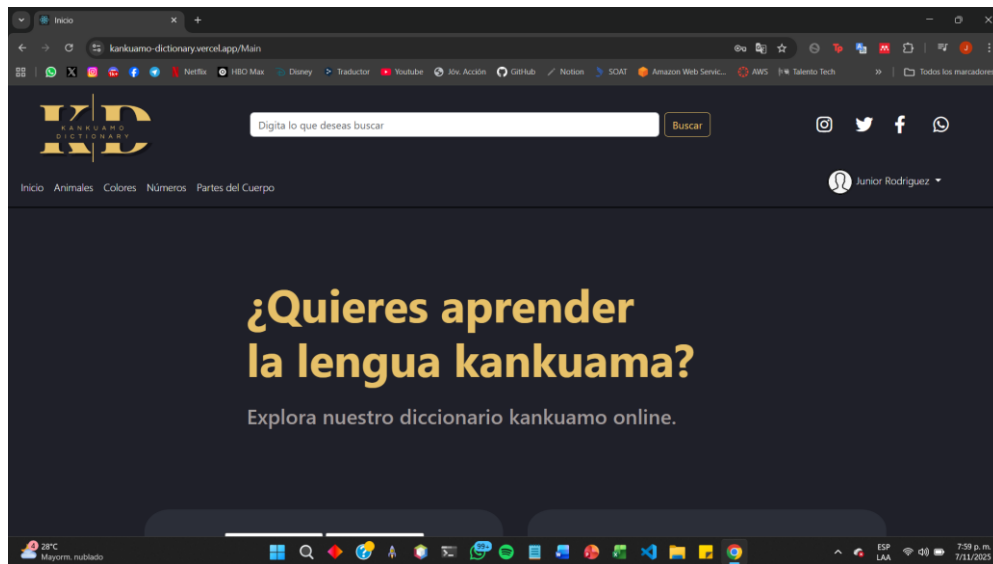 Inicio
kankuamo-dictionary.vercel.app/Main
Netflix HBO Max Disney Traductor Youtube Jóv. Acción GitHub Notion SOAT Amazon Web Servic... AWS Talento Tech » Todos los marcadores
KD
KANKUAMO
DICTIONARY
Digita lo que deseas buscar
Buscar
Junior Rodriguez
Inicio Animales Colores Números Partes del Cuerpo
¿Quieres aprender
la lengua kankuama?
Explora nuestro diccionario kankuamo online.
28°C
Mayorm. nublado
99+
ESP
LAA
7:59 p. m.
7/11/2025